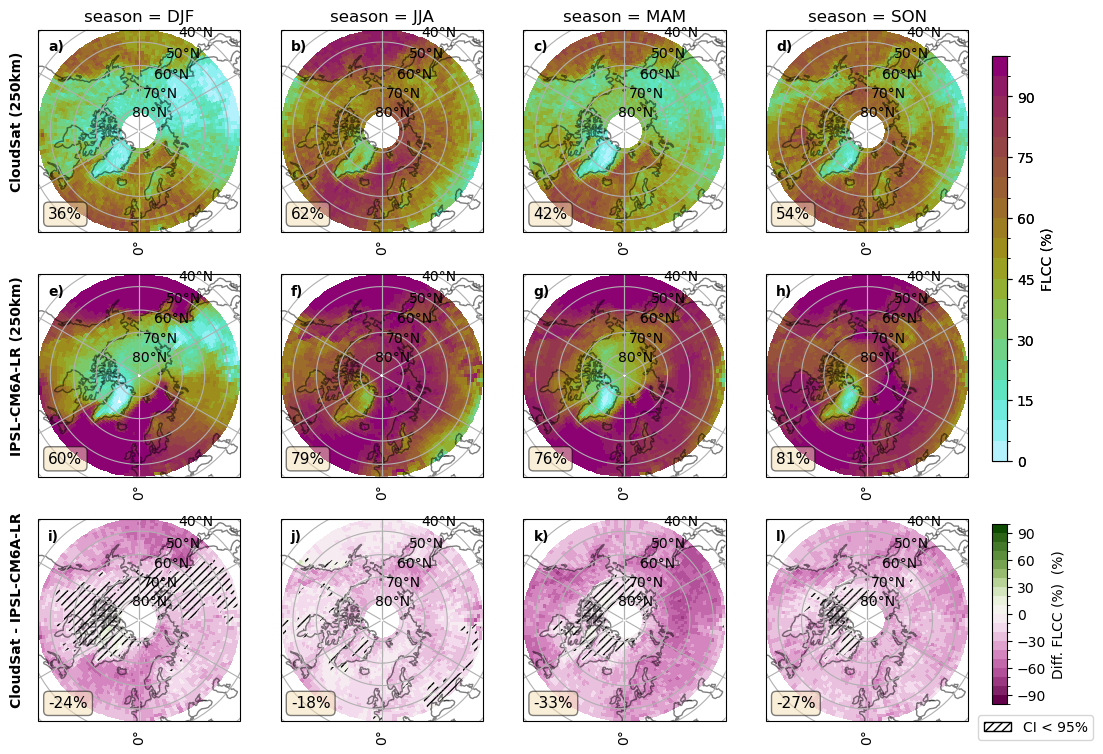 season = DJF
season = JJA
season = MAM
season = SON
CloudSat (250km)
a)
40°N
50°N
60°N
70°N
80°N
36%
0°
b)
40°N
50°N
60°N
70°N
80°N
62%
0°
c)
40°N
50°N
60°N
70°N
80°N
42%
0°
d)
40°N
50°N
60°N
70°N
80°N
54%
0°
IPSL-CM6A-LR (250km)
e)
40°N
50°N
60°N
70°N
80°N
60%
0°
f)
40°N
50°N
60°N
70°N
80°N
79%
0°
g)
40°N
50°N
60°N
70°N
80°N
76%
0°
h)
40°N
50°N
60°N
70°N
80°N
81%
0°
90
75
60
45
30
15
0
FLCC (%)
CloudSat - IPSL-CM6A-LR
i)
40°N
50°N
60°N
70°N
80°N
-24%
0°
j)
40°N
50°N
60°N
70°N
80°N
-18%
0°
k)
40°N
50°N
60°N
70°N
80°N
-33%
0°
l)
40°N
50°N
60°N
70°N
80°N
-27%
0°
90
60
30
0
−30
−60
−90
Diff. FLCC (%) (%)
CI < 95%